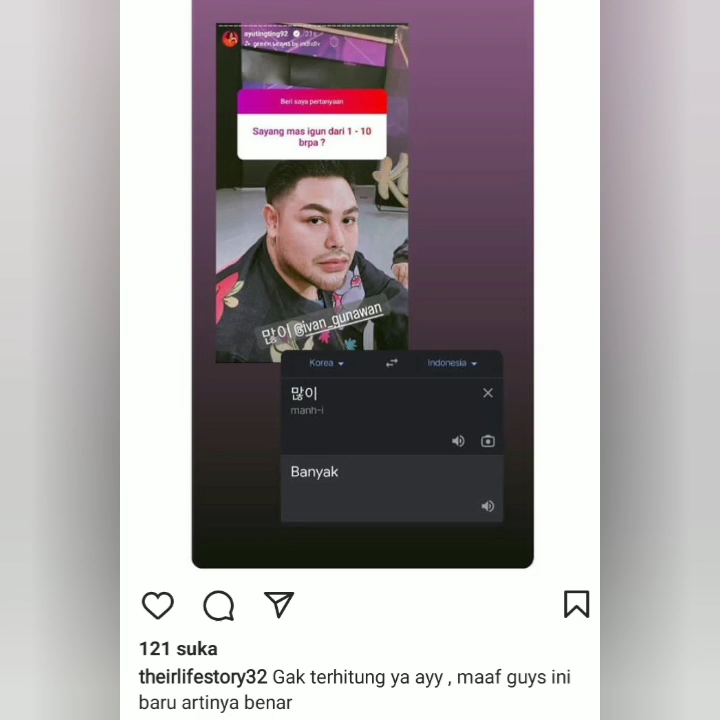 ayutingting92 21j
Beri saya pertanyaan
Sayang mas igun dari 1 - 10
brpa ?
많이 @ivan_gunawan
Korea
Indonesia
많이
manh-i
Banyak
121 suka
theirlifestory32 Gak terhitung ya ayy , maaf guys ini
baru artinya benar